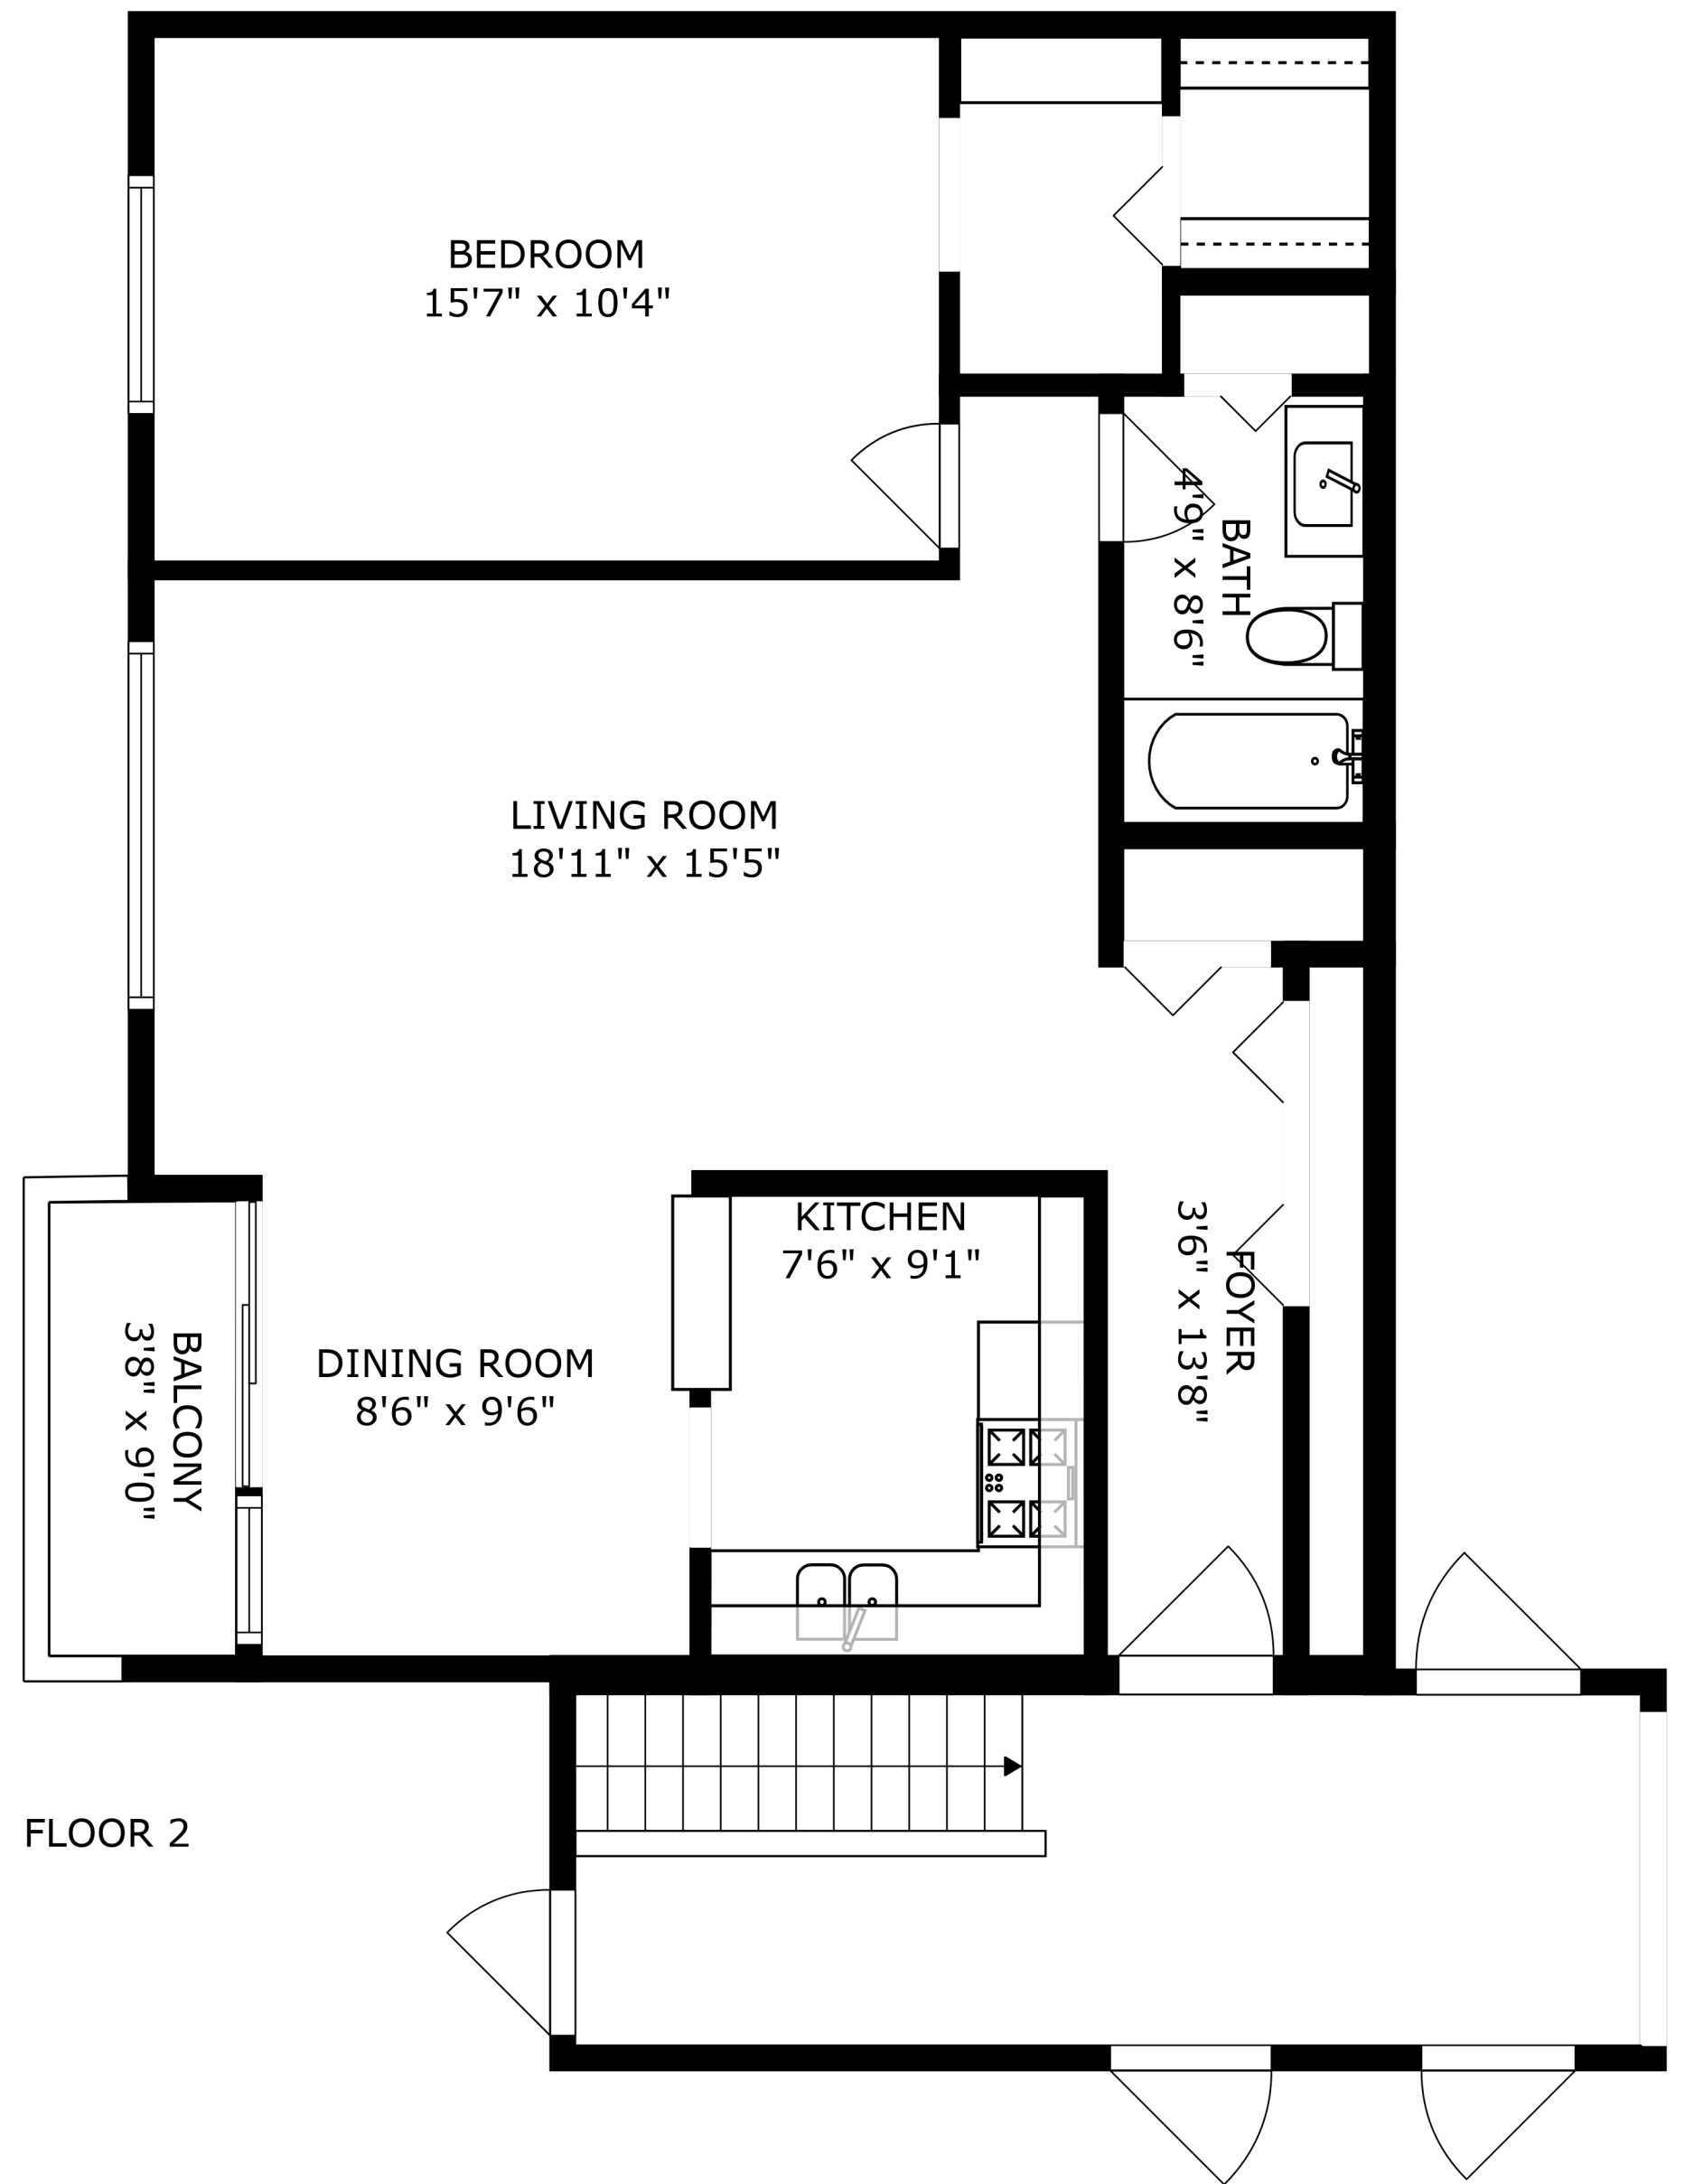 BEDROOM
15'7" x 10'4"
BATH
4'9" x 8'6"
LIVING ROOM
18'11" x 15'5"
KITCHEN
7'6" x 9'1"
FOYER
3'6" x 13'8"
DINING ROOM
8'6" x 9'6"
BALCONY
3'8" x 9'0"
FLOOR 2